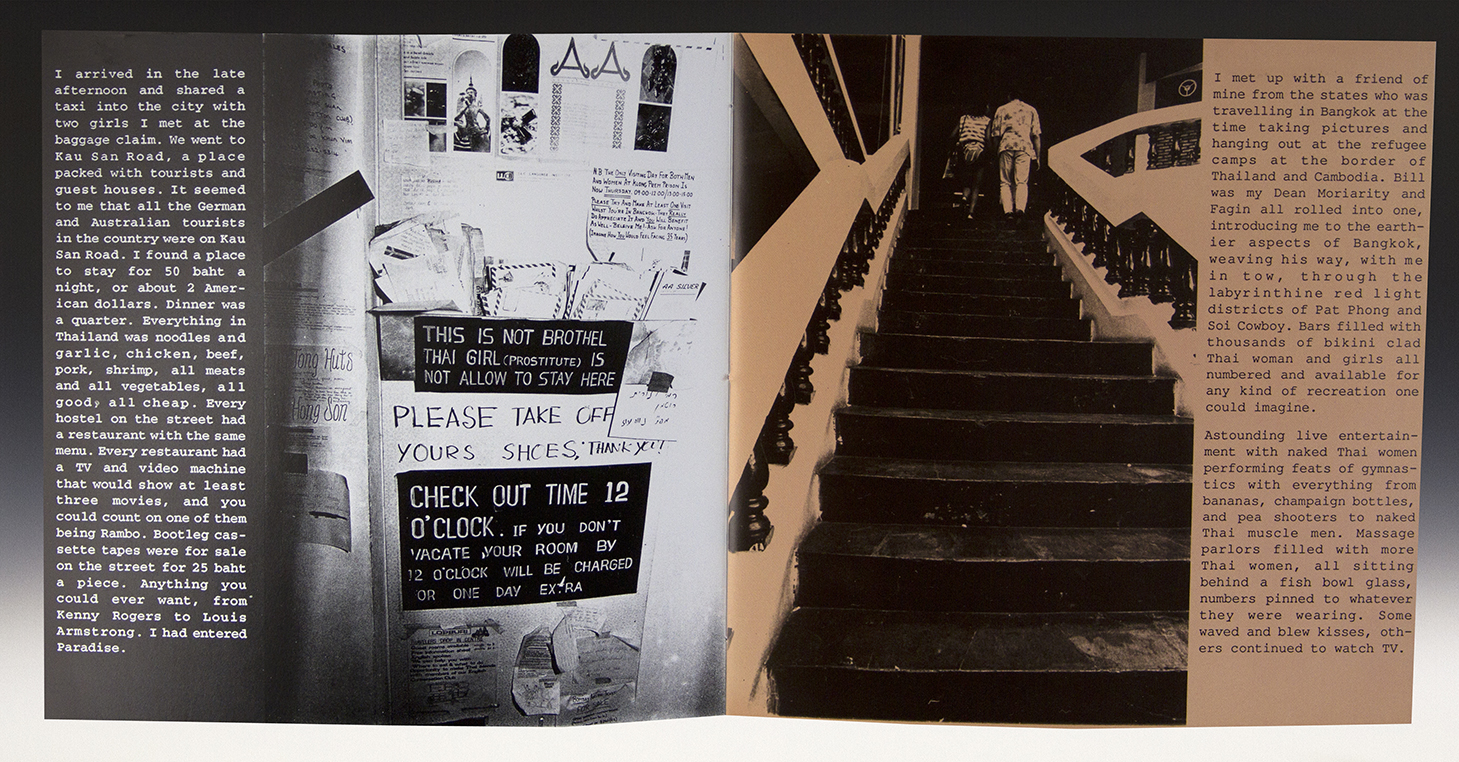 I arrived in the late
afternoon and shared a
taxi into the city with
two girls I met at the
baggage claim. We went to
Kau San Road, a place
packed with tourists and
guest houses. It seemed
to me that all the German
and Australian tourists
in the country were on Kau
San Road. I found a place
to stay for 50 baht a
night, or about 2 Amer-
ican dollars. Dinner was
a quarter. Everything in
Thailand was noodles and
garlic, chicken, beef,
pork, shrimp, all meats
and all vegetables, all
good, all cheap. Every
hostel on the street had
a restaurant with the same
menu. Every restaurant had
a TV and video machine
that would show at least
three movies, and you
could count on one of them
being Rambo. Bootleg cas-
sette tapes were for sale
on the street for 25 baht
a piece. Anything you
could ever want, from
Kenny Rogers to Louis
Armstrong. I had entered
Paradise.
N.B. THE ONLY VISITING DAY FOR BOTH MEN
AND WOMEN AT KLONG PREM PRISON IS
NOW THURSDAY, 09:00-12:00/13:00-15:00
PLEASE TRY AND MAKE AT LEAST ONE VISIT
WHILST YOU'RE IN BANGKOK-THEY REALLY
DO APPRECIATE IT AND YOU WILL BENEFIT
AS WELL - BELIEVE ME! - ASK FOR ANYONE!
(IMAGINE HOW YOU WOULD FEEL FACING 35 YEARS)
AA SILVER
THIS IS NOT BROTHEL
THAI GIRL (PROSTITUTE) IS
NOT ALLOW TO STAY HERE
PLEASE TAKE OFF
YOURS SHOES, THANK YOU!
CHECK OUT TIME 12
O'CLOCK. IF YOU DON'T
VACATE YOUR ROOM BY
12 O'CLOCK WILL BE CHARGED
OR ONE DAY EXTRA
Huts
Hong Son
LOPBURI
I met up with a friend of
mine from the states who was
travelling in Bangkok at the
time taking pictures and
hanging out at the refugee
camps at the border of
Thailand and Cambodia. Bill
was my Dean Moriarity and
Fagin all rolled into one,
introducing me to the earth-
ier aspects of Bangkok,
weaving his way, with me
in tow, through the
labyrinthine red light
districts of Pat Phong and
Soi Cowboy. Bars filled with
thousands of bikini clad
Thai woman and girls all
numbered and available for
any kind of recreation one
could imagine.
Astounding live entertain-
ment with naked Thai women
performing feats of gymnas-
tics with everything from
bananas, champaign bottles,
and pea shooters to naked
Thai muscle men. Massage
parlors filled with more
Thai women, all sitting
behind a fish bowl glass,
numbers pinned to whatever
they were wearing. Some
waved and blew kisses, oth-
ers continued to watch TV.